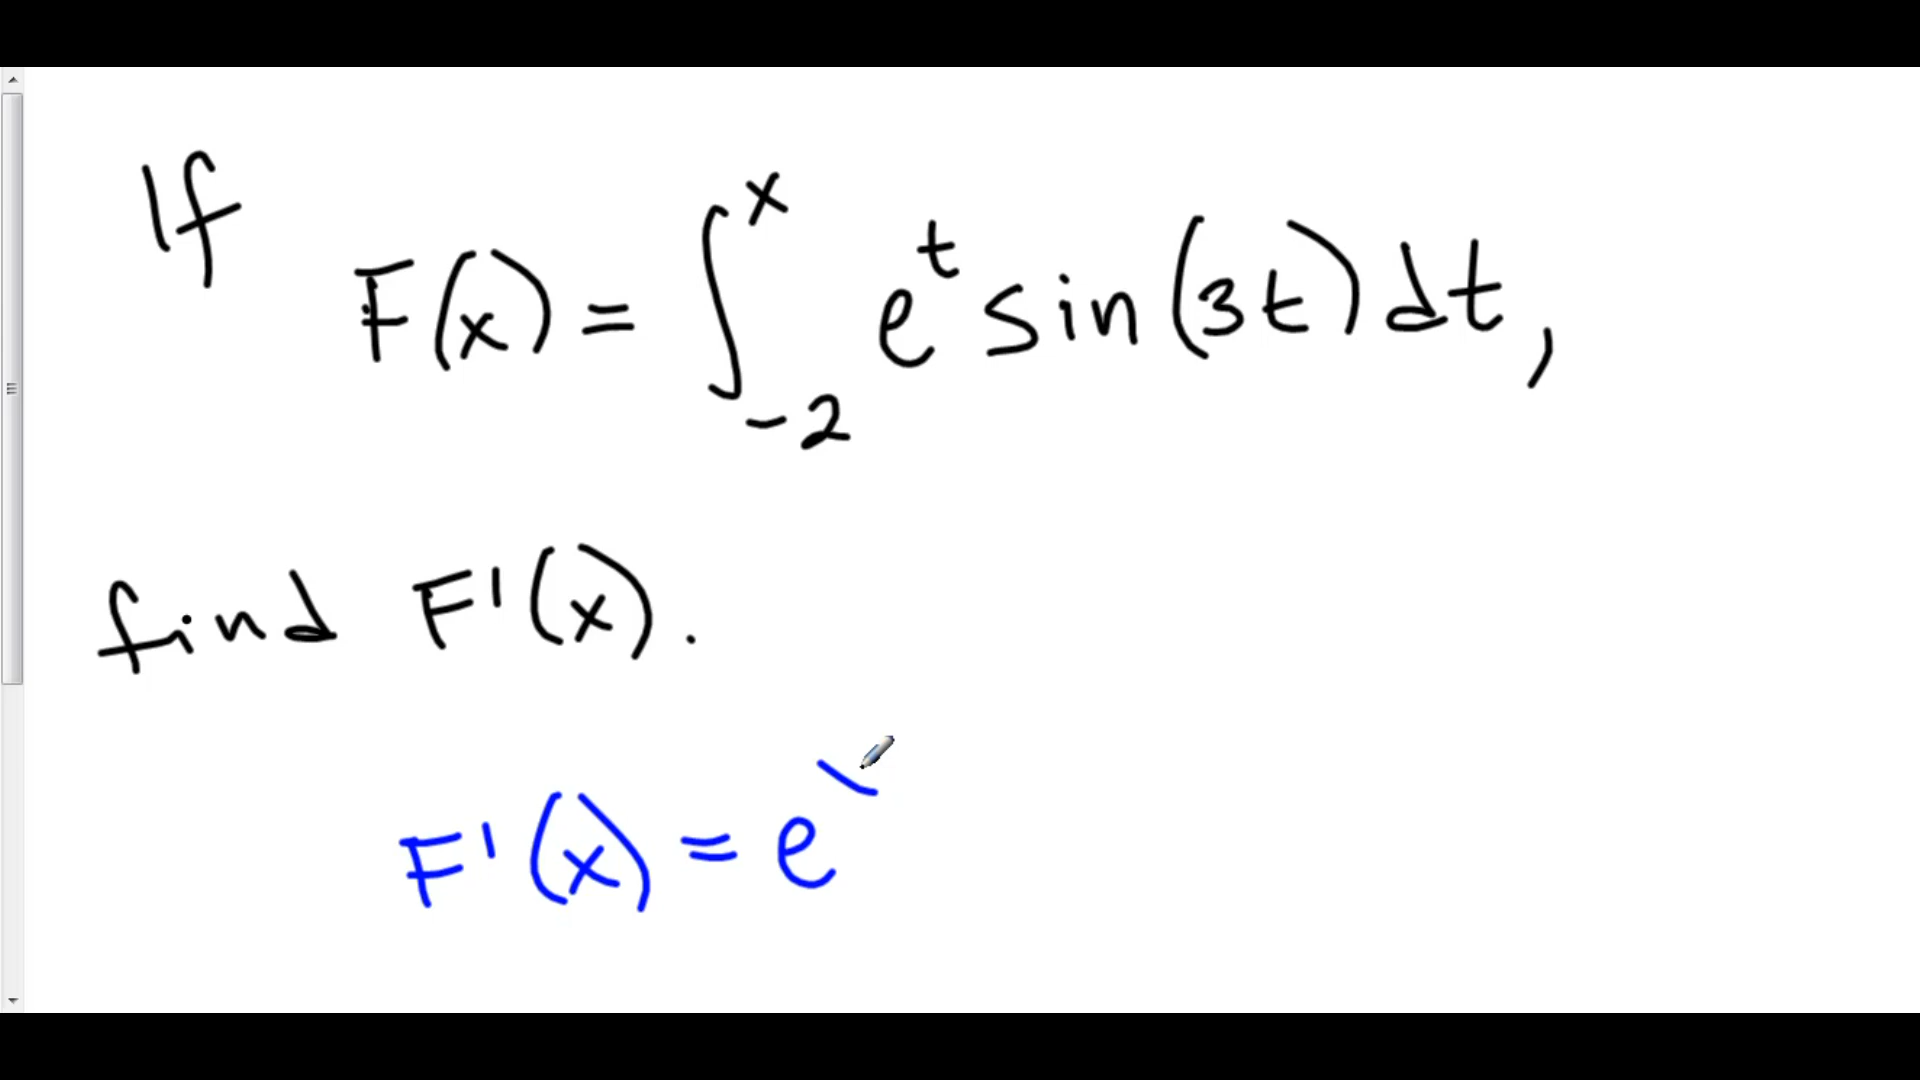 If
F(x) = ∫_{-2}^{x} e^t sin(3t) dt,
find F'(x).
F'(x) = e